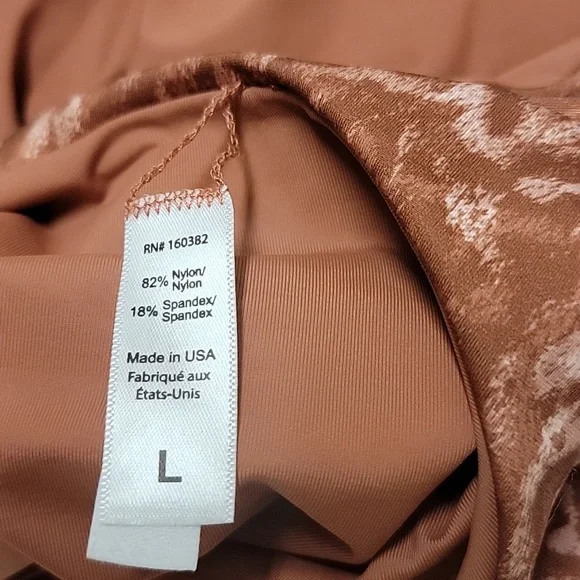 RN# 160382
82% Nylon/
Nylon
18% Spandex/
Spandex
Made in USA
Fabriqué aux
États-Unis
L